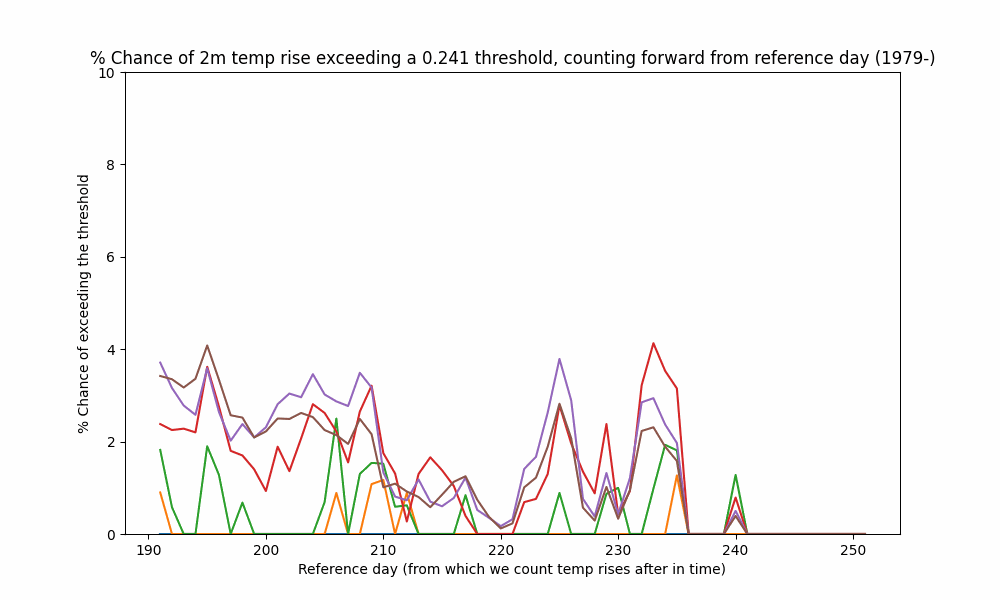 % Chance of 2m temp rise exceeding a 0.241 threshold, counting forward from reference day (1979-)
10
8
6
4
2
0
% Chance of exceeding the threshold
190 200 210 220 230 240 250
Reference day (from which we count temp rises after in time)